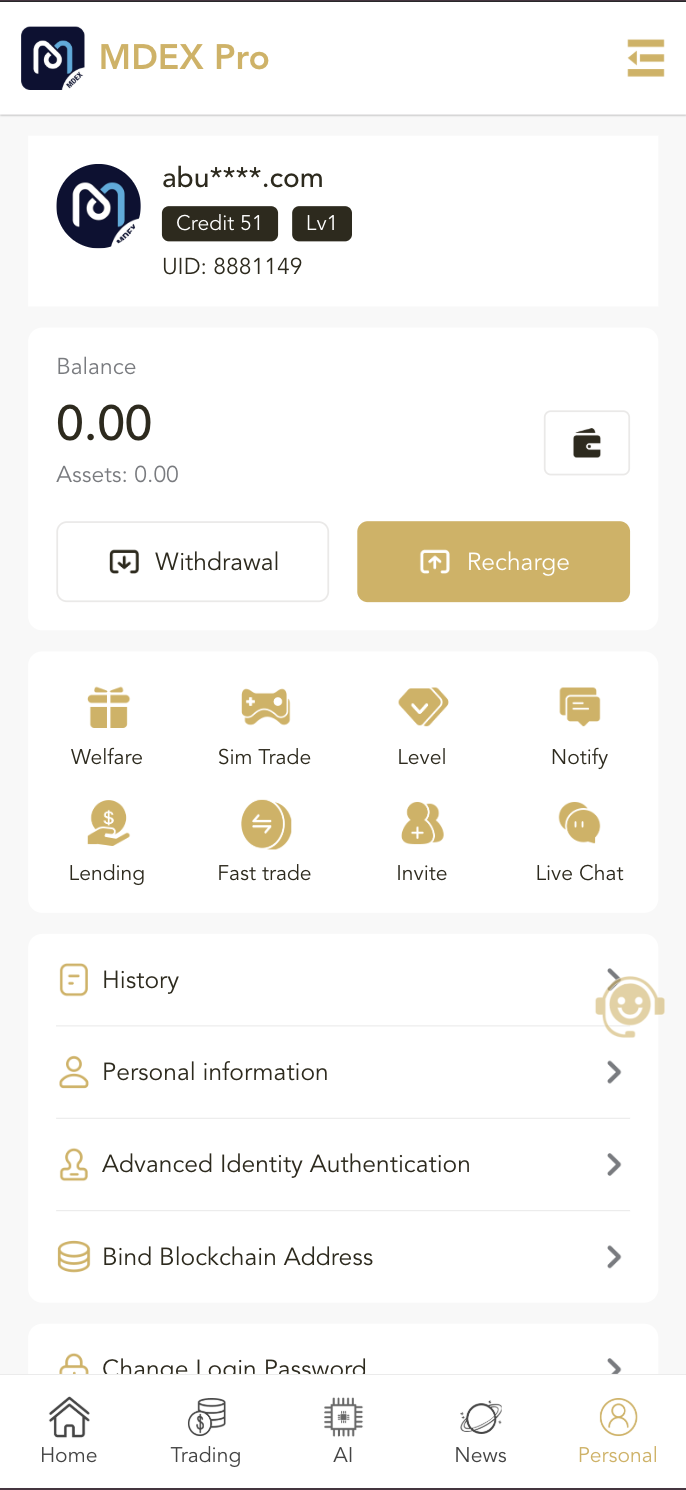 MDEX
MDEX Pro
MDEX
abu****.com
Credit 51
Lv1
UID: 8881149
Balance
0.00
Assets: 0.00
Withdrawal
Recharge
Welfare
Sim Trade
Level
Notify
Lending
Fast trade
Invite
Live Chat
History
Personal information
Advanced Identity Authentication
Bind Blockchain Address
Change Login Password
Home
Trading
AI
News
Personal